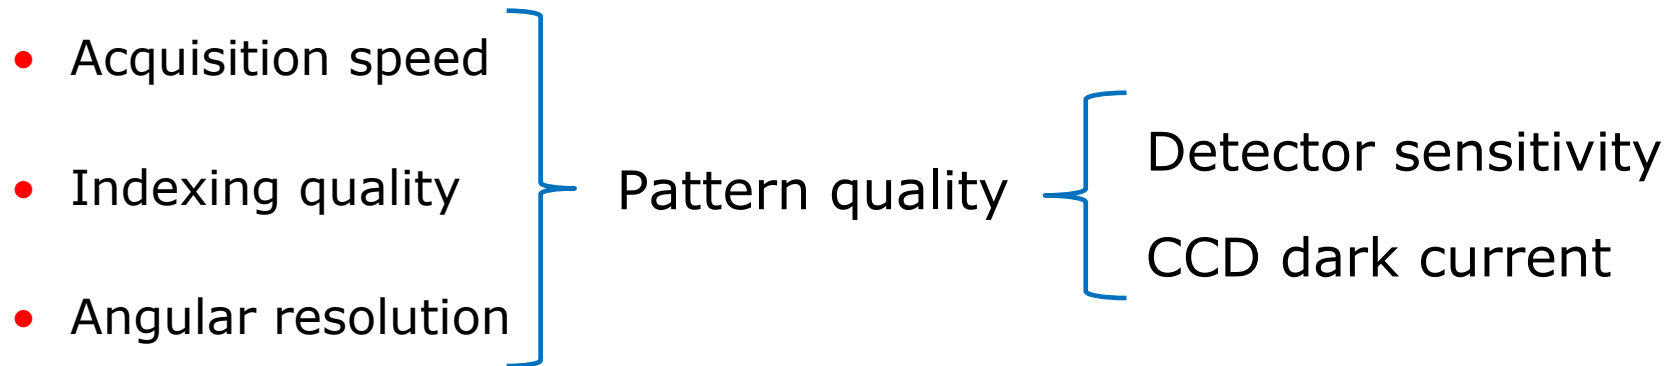 • Acquisition speed
• Indexing quality
• Angular resolution
Pattern quality
Detector sensitivity
CCD dark current